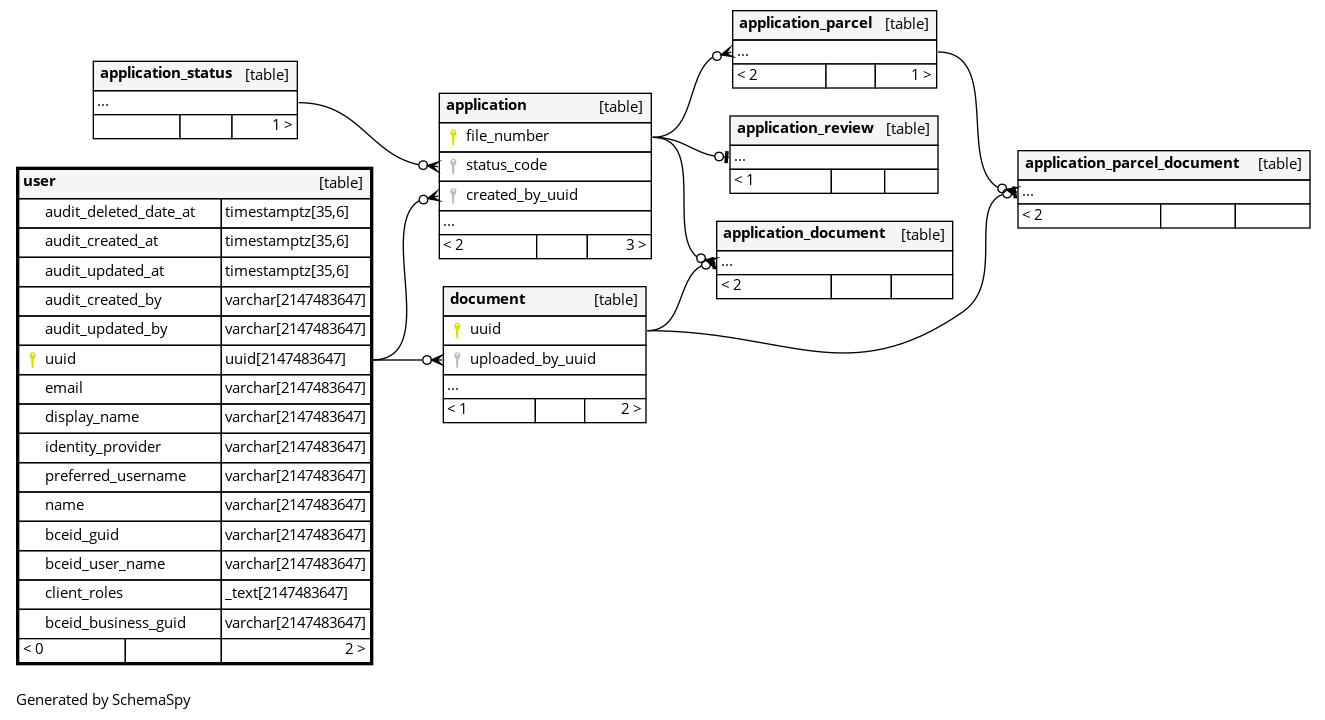 application_status [table]
...
1 >
user [table]
audit_deleted_date_at timestamptz[35,6]
audit_created_at timestamptz[35,6]
audit_updated_at timestamptz[35,6]
audit_created_by varchar[2147483647]
audit_updated_by varchar[2147483647]
uuid uuid[2147483647]
email varchar[2147483647]
display_name varchar[2147483647]
identity_provider varchar[2147483647]
preferred_username varchar[2147483647]
name varchar[2147483647]
bceid_guid varchar[2147483647]
bceid_user_name varchar[2147483647]
client_roles _text[2147483647]
bceid_business_guid varchar[2147483647]
< 0 2 >
application [table]
file_number
status_code
created_by_uuid
...
< 2 3 >
document [table]
uuid
uploaded_by_uuid
...
< 1 2 >
application_parcel [table]
...
< 2 1 >
application_review [table]
...
< 1
application_document [table]
...
< 2
application_parcel_document [table]
...
< 2
Generated by SchemaSpy